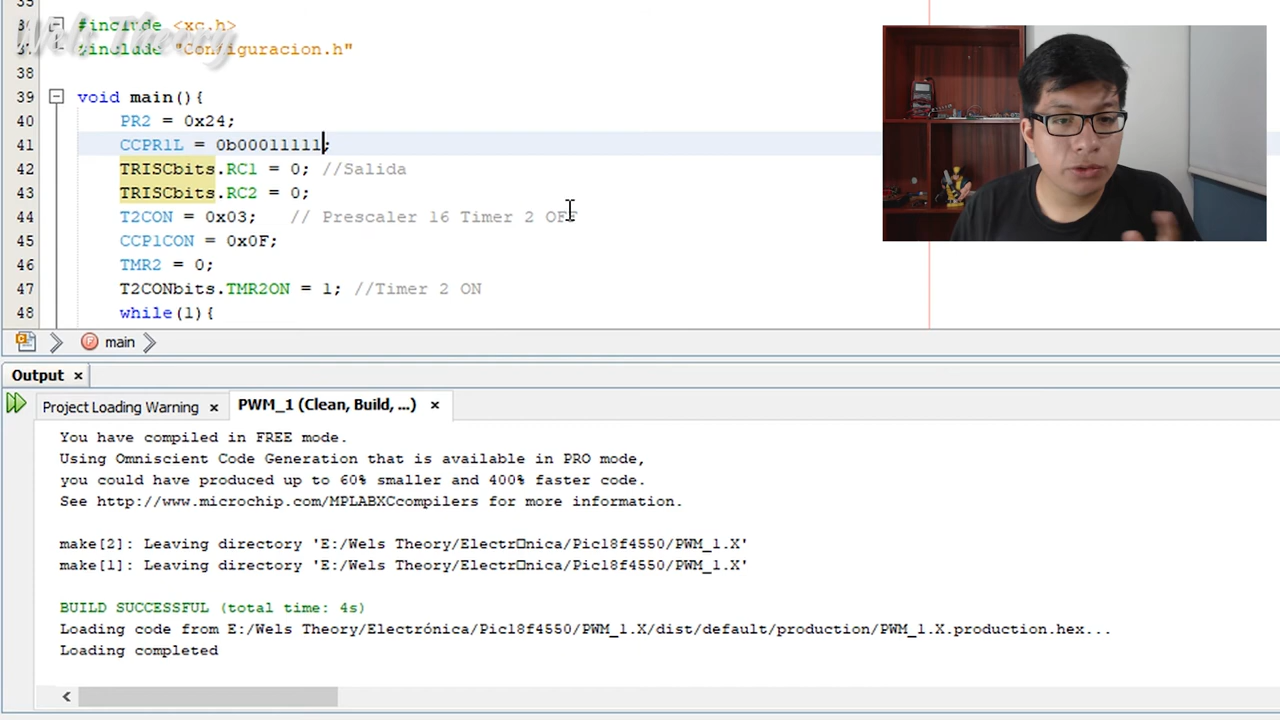 Wels Theory
35
36 #include <xc.h>
37 #include "Configuracion.h"
38
39 void main(){
40 PR2 = 0x24;
41 CCPR1L = 0b00011111;
42 TRISCbits.RC1 = 0; //Salida
43 TRISCbits.RC2 = 0;
44 T2CON = 0x03; // Prescaler 16 Timer 2 OFF
45 CCP1CON = 0x0F;
46 TMR2 = 0;
47 T2CONbits.TMR2ON = 1; //Timer 2 ON
48 while(1){
main
Output ×
Project Loading Warning × PWM_1 (Clean, Build, ...) ×
You have compiled in FREE mode.
Using Omniscient Code Generation that is available in PRO mode,
you could have produced up to 60% smaller and 400% faster code.
See http://www.microchip.com/MPLABXCcompilers for more information.
make[2]: Leaving directory 'E:/Wels Theory/Electr□nica/Pic18f4550/PWM_1.X'
make[1]: Leaving directory 'E:/Wels Theory/Electr□nica/Pic18f4550/PWM_1.X'
BUILD SUCCESSFUL (total time: 4s)
Loading code from E:/Wels Theory/Electrónica/Pic18f4550/PWM_1.X/dist/default/production/PWM_1.X.production.hex...
Loading completed